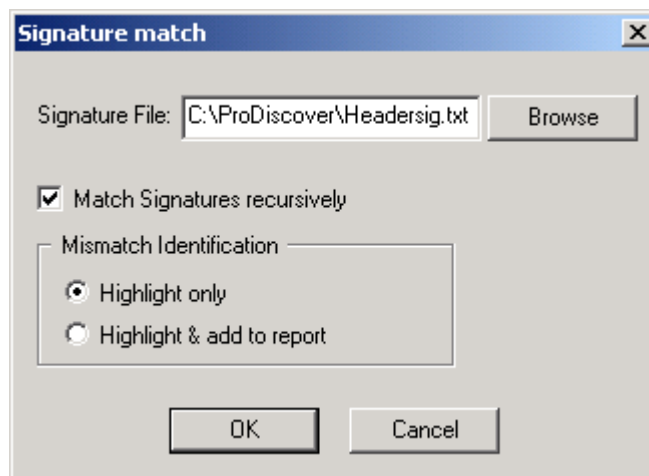 Signature match
Signature File: C:\ProDiscover\Headersig.txt Browse
Match Signatures recursively
Mismatch Identification
Highlight only
Highlight & add to report
OK Cancel